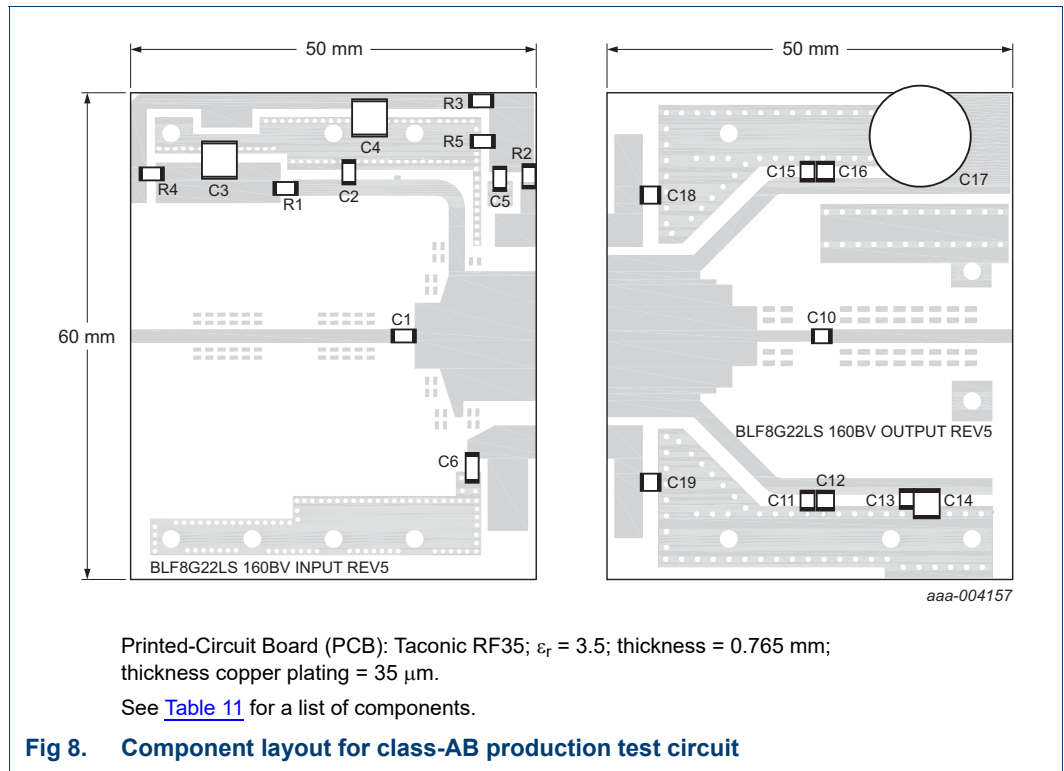 50 mm
50 mm
60 mm
R3
C4
R5
R2
C3
R4
C2
C5
R1
C1
C6
BLF8G22LS 160BV INPUT REV5
C15
C16
C17
C18
C10
BLF8G22LS 160BV OUTPUT REV5
C19
C12
C11
C13
C14
aaa-004157
Printed-Circuit Board (PCB): Taconic RF35; εr = 3.5; thickness = 0.765 mm;
thickness copper plating = 35 μm.
See Table 11 for a list of components.
Fig 8. Component layout for class-AB production test circuit